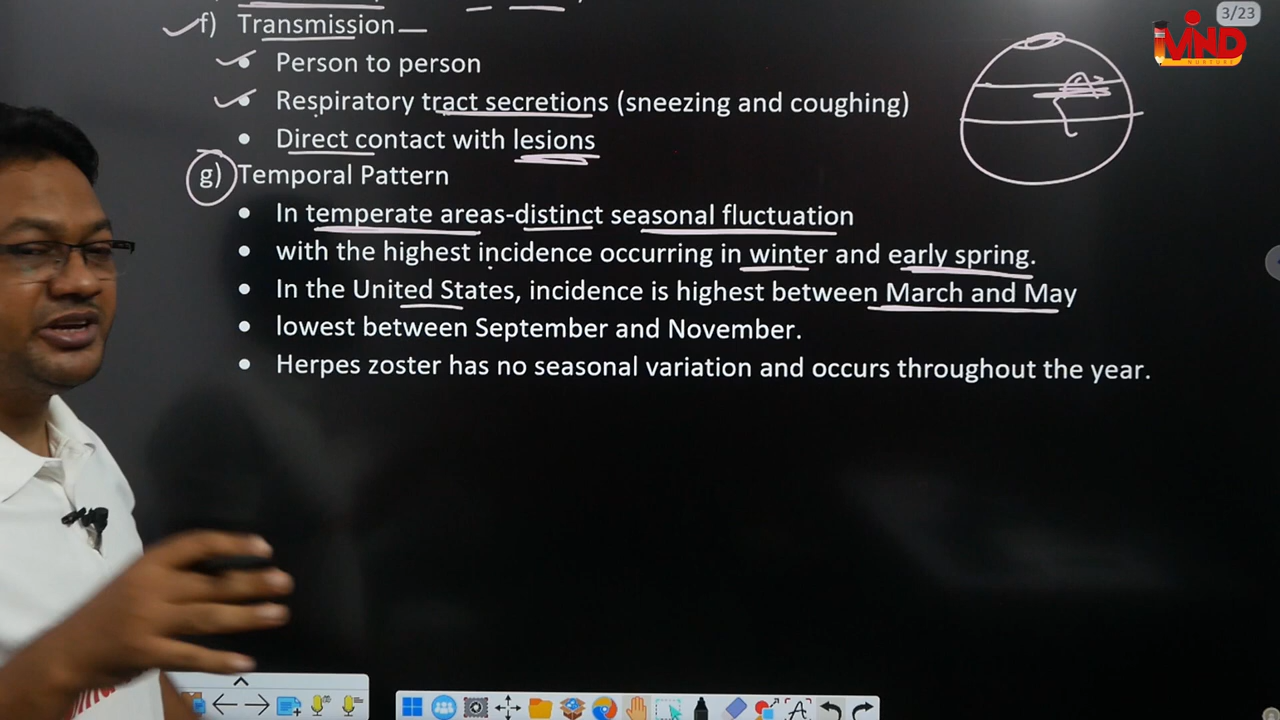 3/23
MIND
NURTURE
f) Transmission
• Person to person
• Respiratory tract secretions (sneezing and coughing)
• Direct contact with lesions
g) Temporal Pattern
• In temperate areas-distinct seasonal fluctuation
• with the highest incidence occurring in winter and early spring.
• In the United States, incidence is highest between March and May
• lowest between September and November.
• Herpes zoster has no seasonal variation and occurs throughout the year.